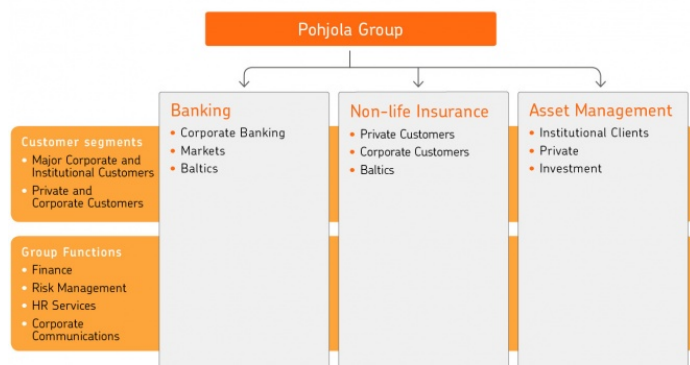 Pohjola Group
Banking
• Corporate Banking
• Markets
• Baltics
Non-life Insurance
• Private Customers
• Corporate Customers
• Baltics
Asset Management
• Institutional Clients
• Private
• Investment
Customer segments
• Major Corporate and
Institutional Customers
• Private and
Corporate Customers
Group Functions
• Finance
• Risk Management
• HR Services
• Corporate
Communications